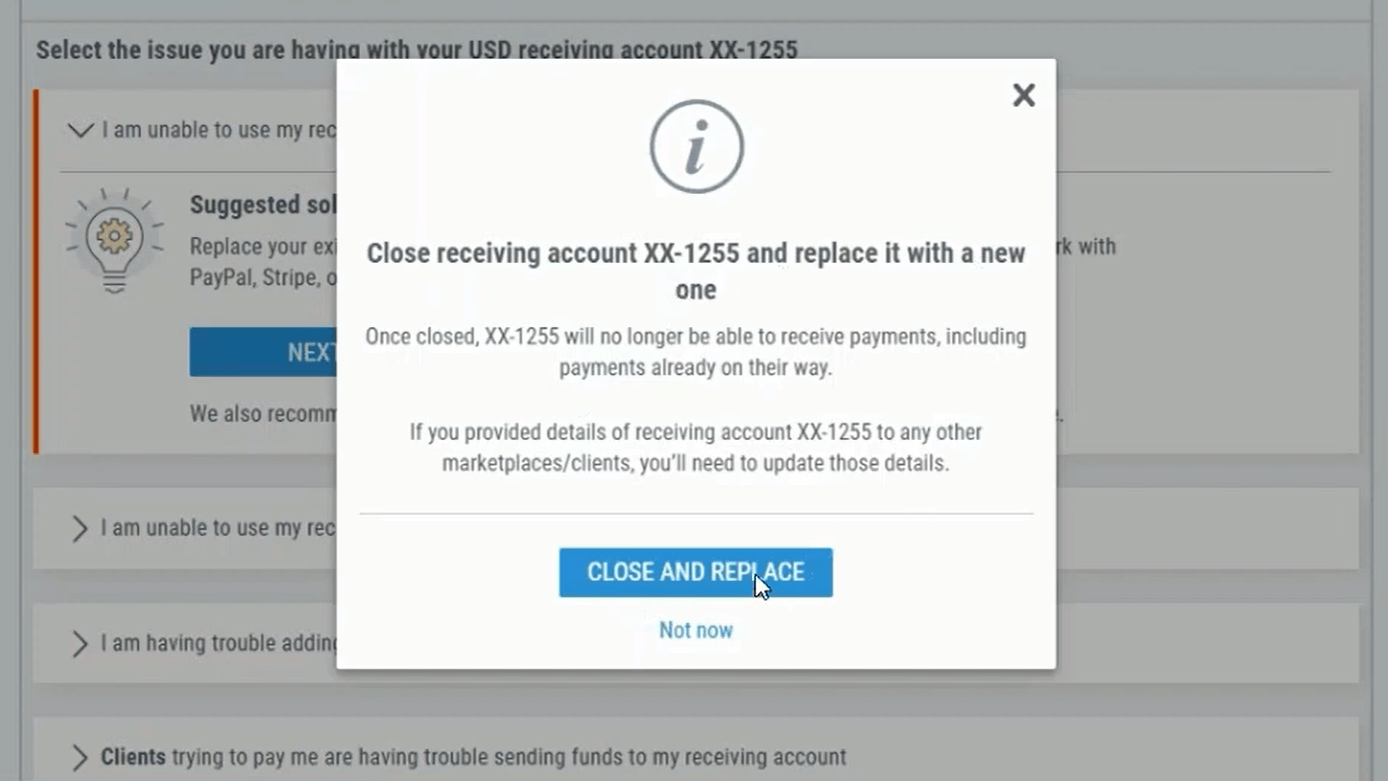 Select the issue you are having with your USD receiving account XX-1255
I am unable to use my rec
Suggested sol
Replace your exi
rk with
PayPal, Stripe, o
NEXT
We also recomm
Close receiving account XX-1255 and replace it with a new
one
Once closed, XX-1255 will no longer be able to receive payments, including
payments already on their way.
If you provided details of receiving account XX-1255 to any other
marketplaces/clients, you'll need to update those details.
CLOSE AND REPLACE
Not now
I am unable to use my rec
I am having trouble adding
Clients trying to pay me are having trouble sending funds to my receiving account